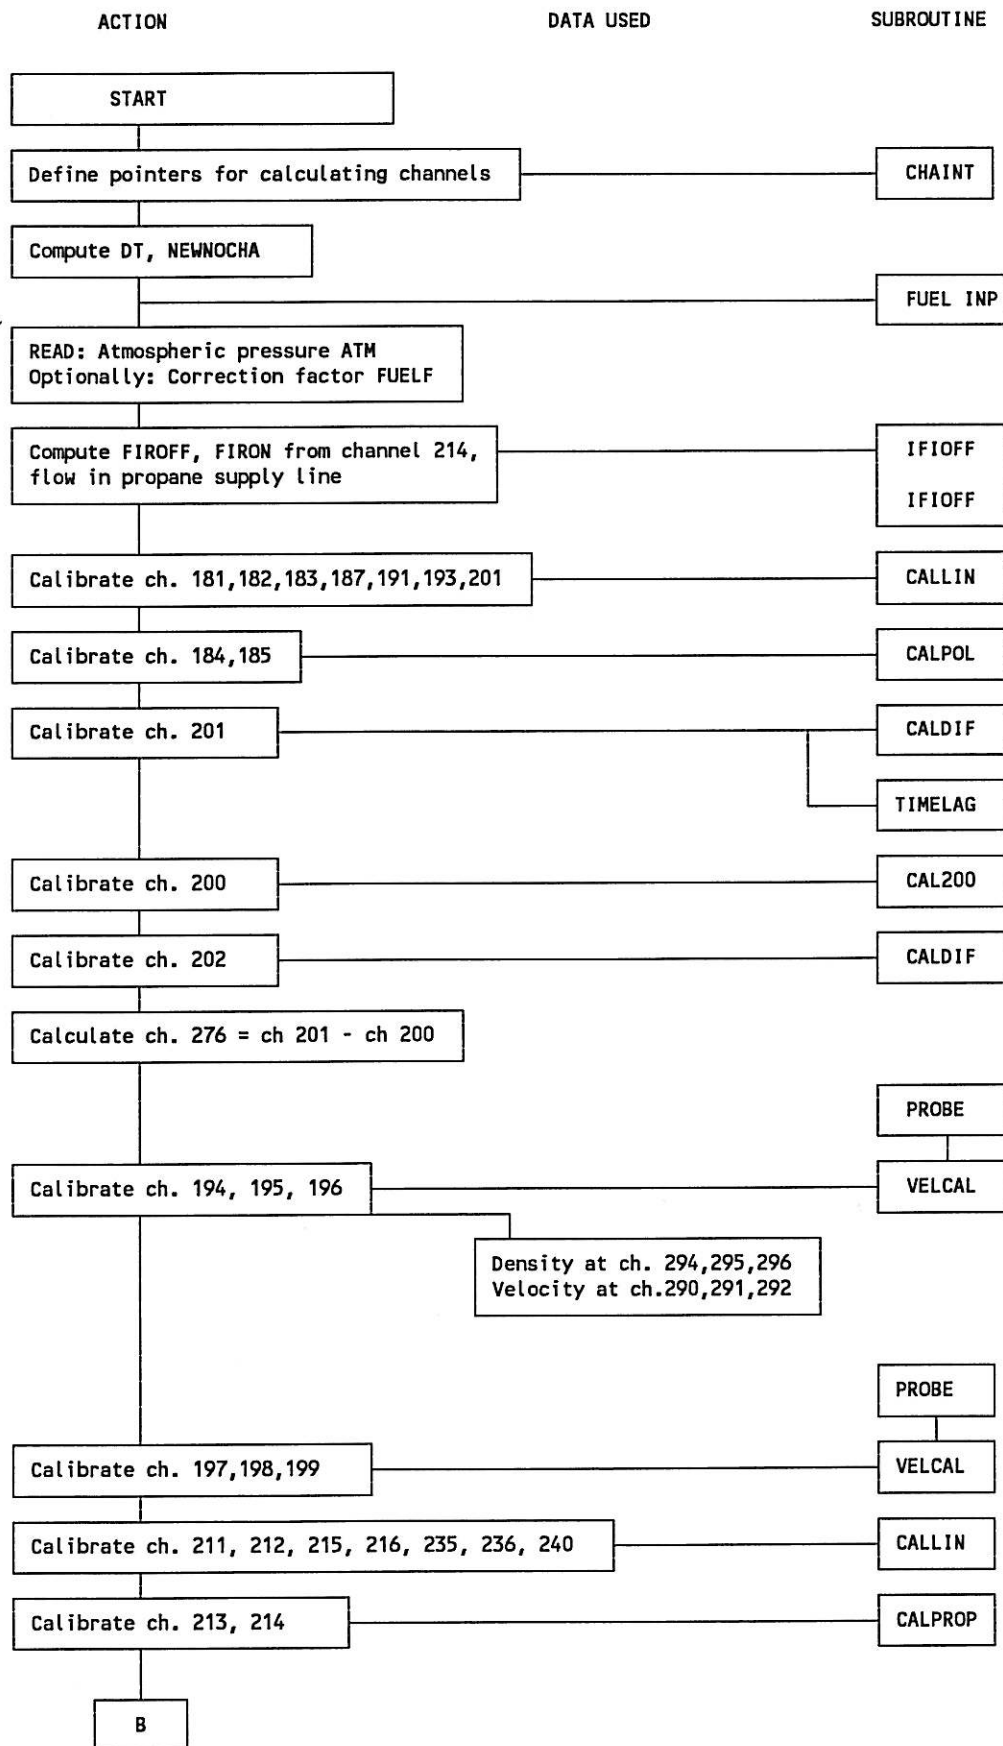 ACTION DATA USED SUBROUTINE
START
Define pointers for calculating channels CHAINT
Compute DT, NEWNOCHA
FUEL INP
READ: Atmospheric pressure ATM
Optionally: Correction factor FUELF
Compute FIROFF, FIRON from channel 214, IFIOFF
flow in propane supply line
IFIOFF
Calibrate ch. 181,182,183,187,191,193,201 CALLIN
Calibrate ch. 184,185 CALPOL
Calibrate ch. 201 CALDIF
TIMELAG
Calibrate ch. 200 CAL200
Calibrate ch. 202 CALDIF
Calculate ch. 276 = ch 201 - ch 200
PROBE
Calibrate ch. 194, 195, 196 VELCAL
Density at ch. 294,295,296
Velocity at ch.290,291,292
PROBE
Calibrate ch. 197,198,199 VELCAL
Calibrate ch. 211, 212, 215, 216, 235, 236, 240 CALLIN
Calibrate ch. 213, 214 CALPROP
B